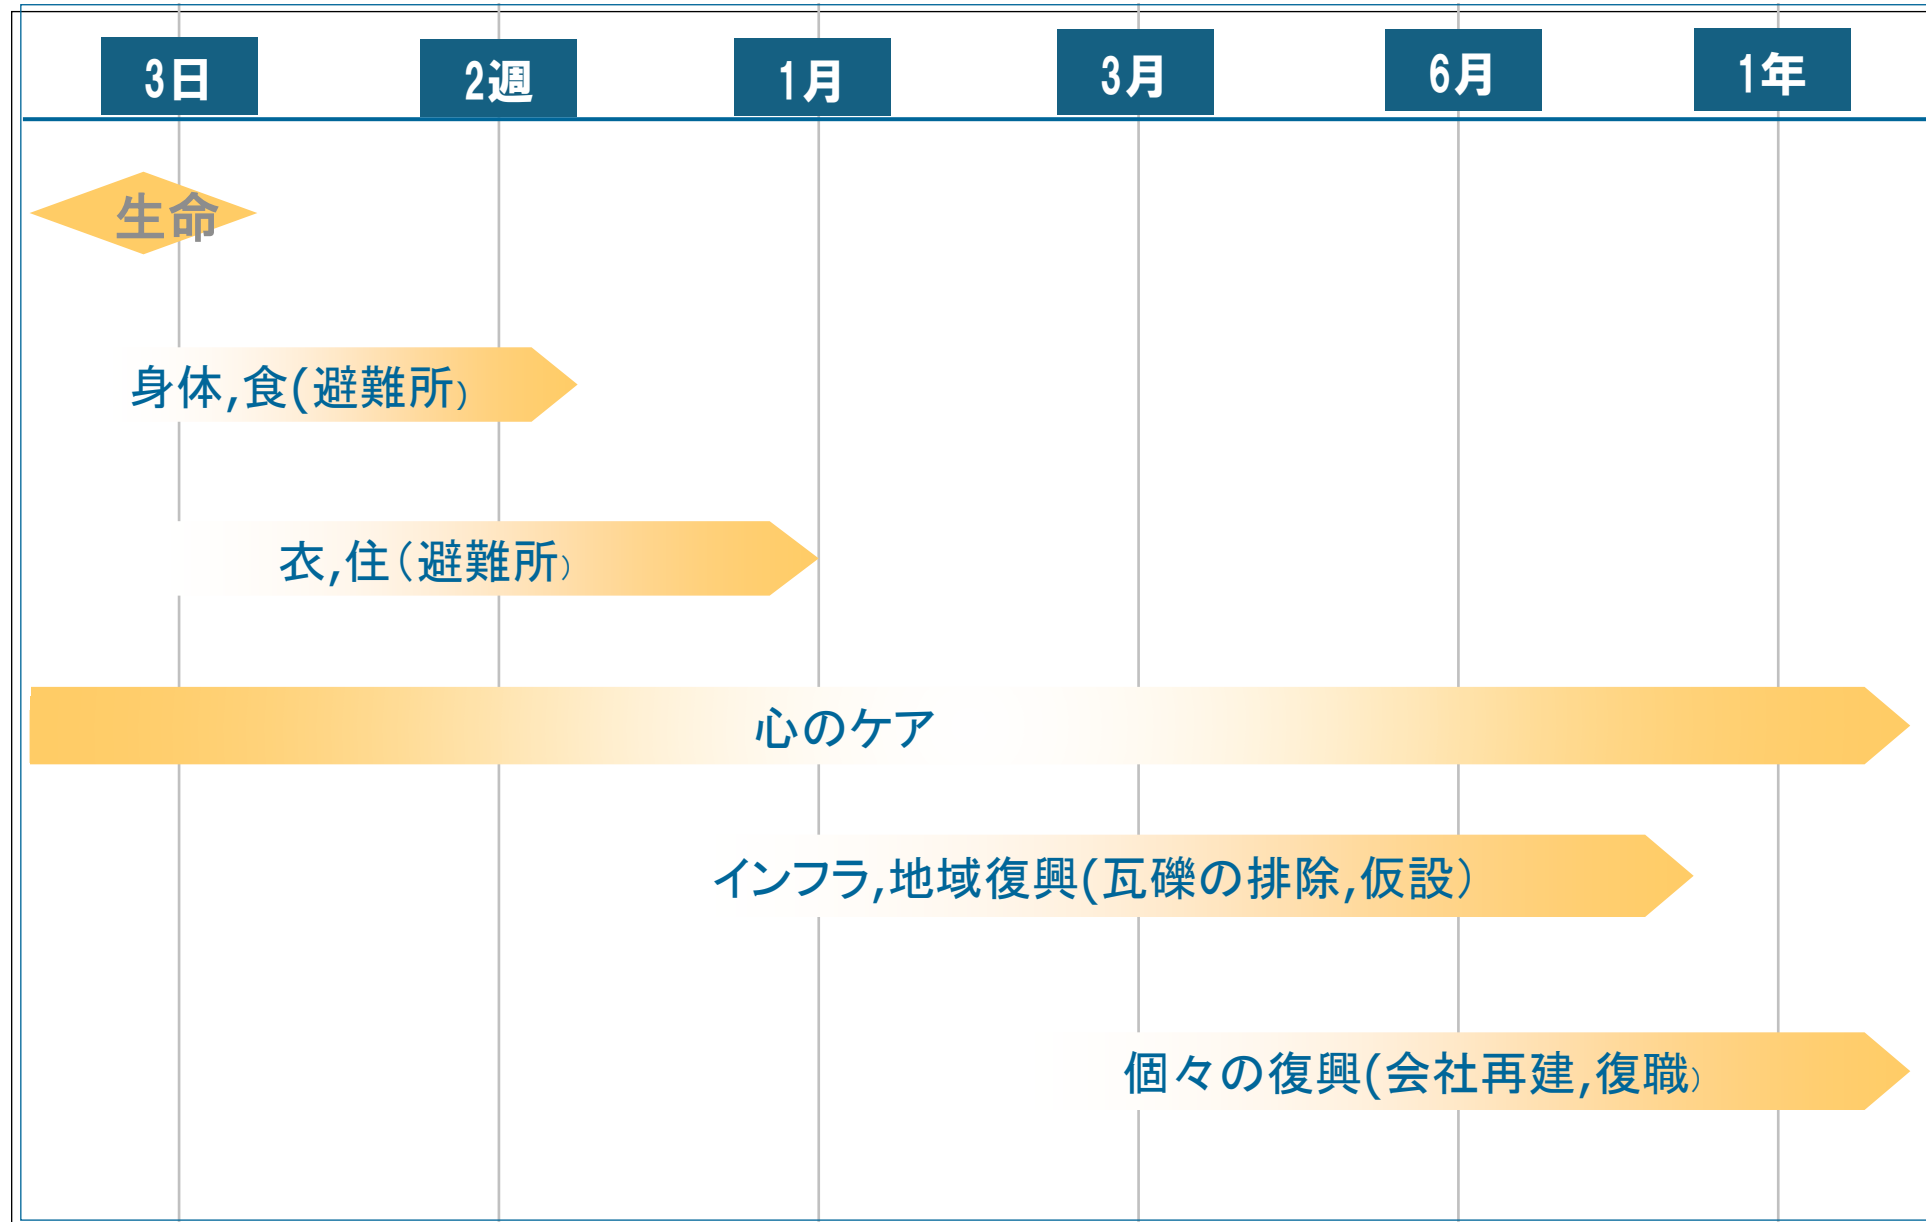 3日
2週
1月
3月
6月
1年
生命
身体,食(避難所)
衣,住(避難所)
心のケア
インフラ,地域復興(瓦礫の排除,仮設)
個々の復興(会社再建,復職)